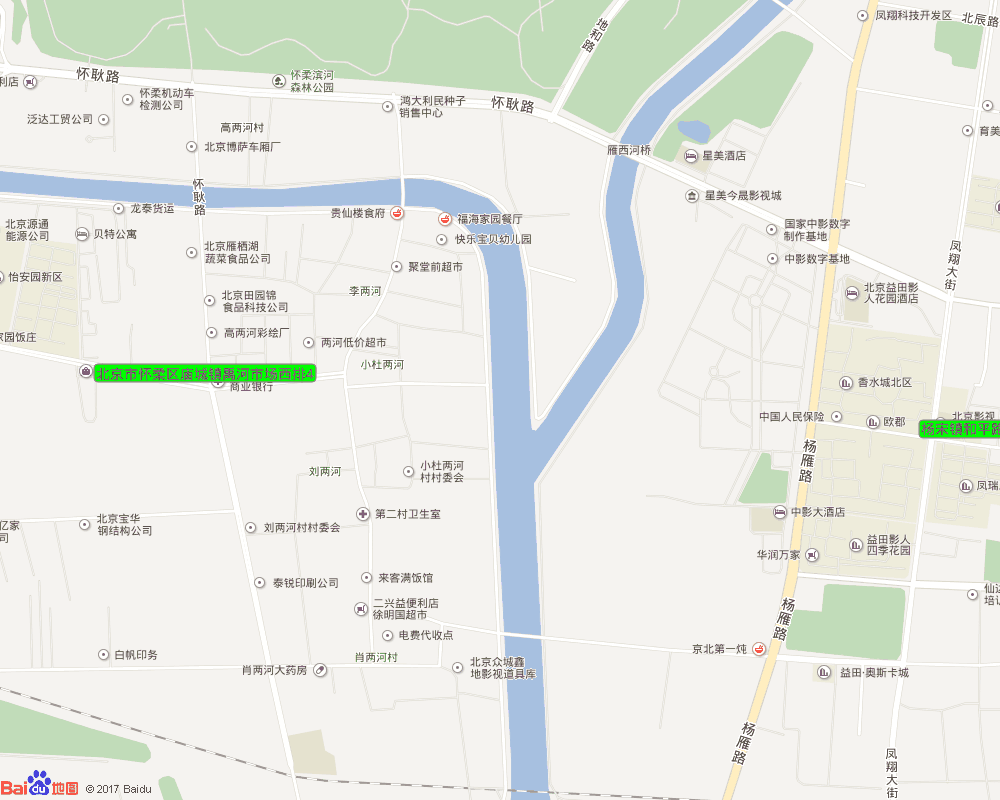 凤翔科技开发区
北辰路
地和路
怀耿路
利店
怀柔滨河
森林公园
怀柔机动车
检测公司
鸿大利民种子
销售中心
怀耿路
泛达工贸公司
高两河村
育美
北京博萨车厢厂
雁西河桥
星美酒店
怀耿路
星美今晟影视城
龙泰货运
贵仙楼食府
福海家园餐厅
北京源通
能源公司
贝特公寓
快乐宝贝幼儿园
国家中影数字
制作基地
北京雁栖湖
蔬菜食品公司
中影数字基地
凤翔大街
聚堂前超市
怡安园新区
李两河
北京益田影
人花园酒店
北京田园锦
食品科技公司
家园饭庄
高两河彩绘厂
两河低价超市
小杜两河
北京市怀柔区庙城镇禹河市场西排4
商业银行
香水城北区
中国人民保险
欧郡
北京影视
杨宋镇和平路
杨雁路
刘两河
小杜两河
村村委会
中影大酒店
凤瑞
第二村卫生室
北京宝华
钢结构公司
亿家
司
刘两河村村委会
益田影人
四季花园
华润万家
泰锐印刷公司
来客满饭馆
仙
培
二兴益便利店
徐明国超市
杨雁路
电费代收点
白帆印务
肖两河村
京北第一炖
肖两河大药房
北京众城鑫
地影视道具库
益田·奥斯卡城
杨雁路
凤翔大街
Bai du 地图
© 2017 Baidu